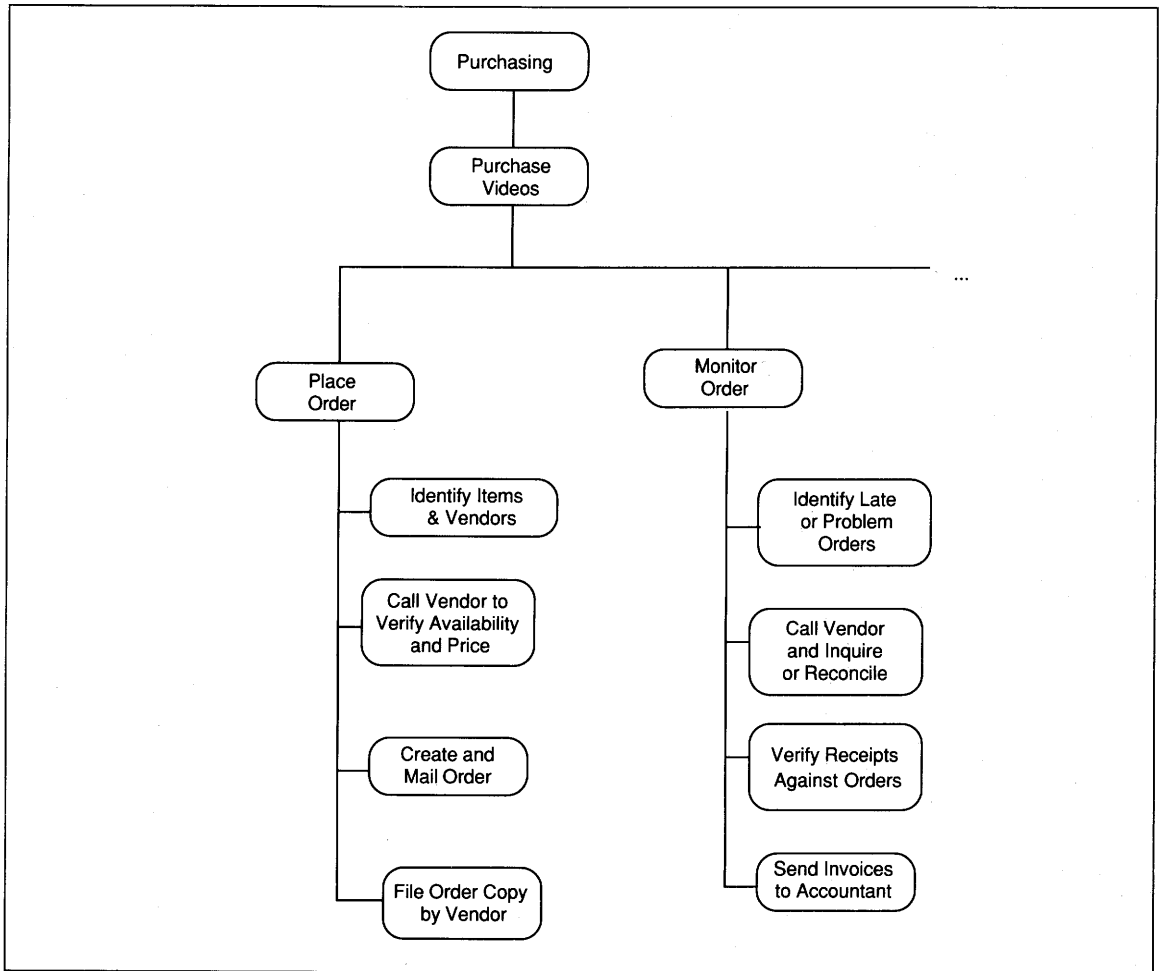 Purchasing
Purchase
Videos
...
Place
Order
Monitor
Order
Identify Items
& Vendors
Identify Late
or Problem
Orders
Call Vendor to
Verify Availability
and Price
Call Vendor
and Inquire
or Reconcile
Create and
Mail Order
Verify Receipts
Against Orders
File Order Copy
by Vendor
Send Invoices
to Accountant